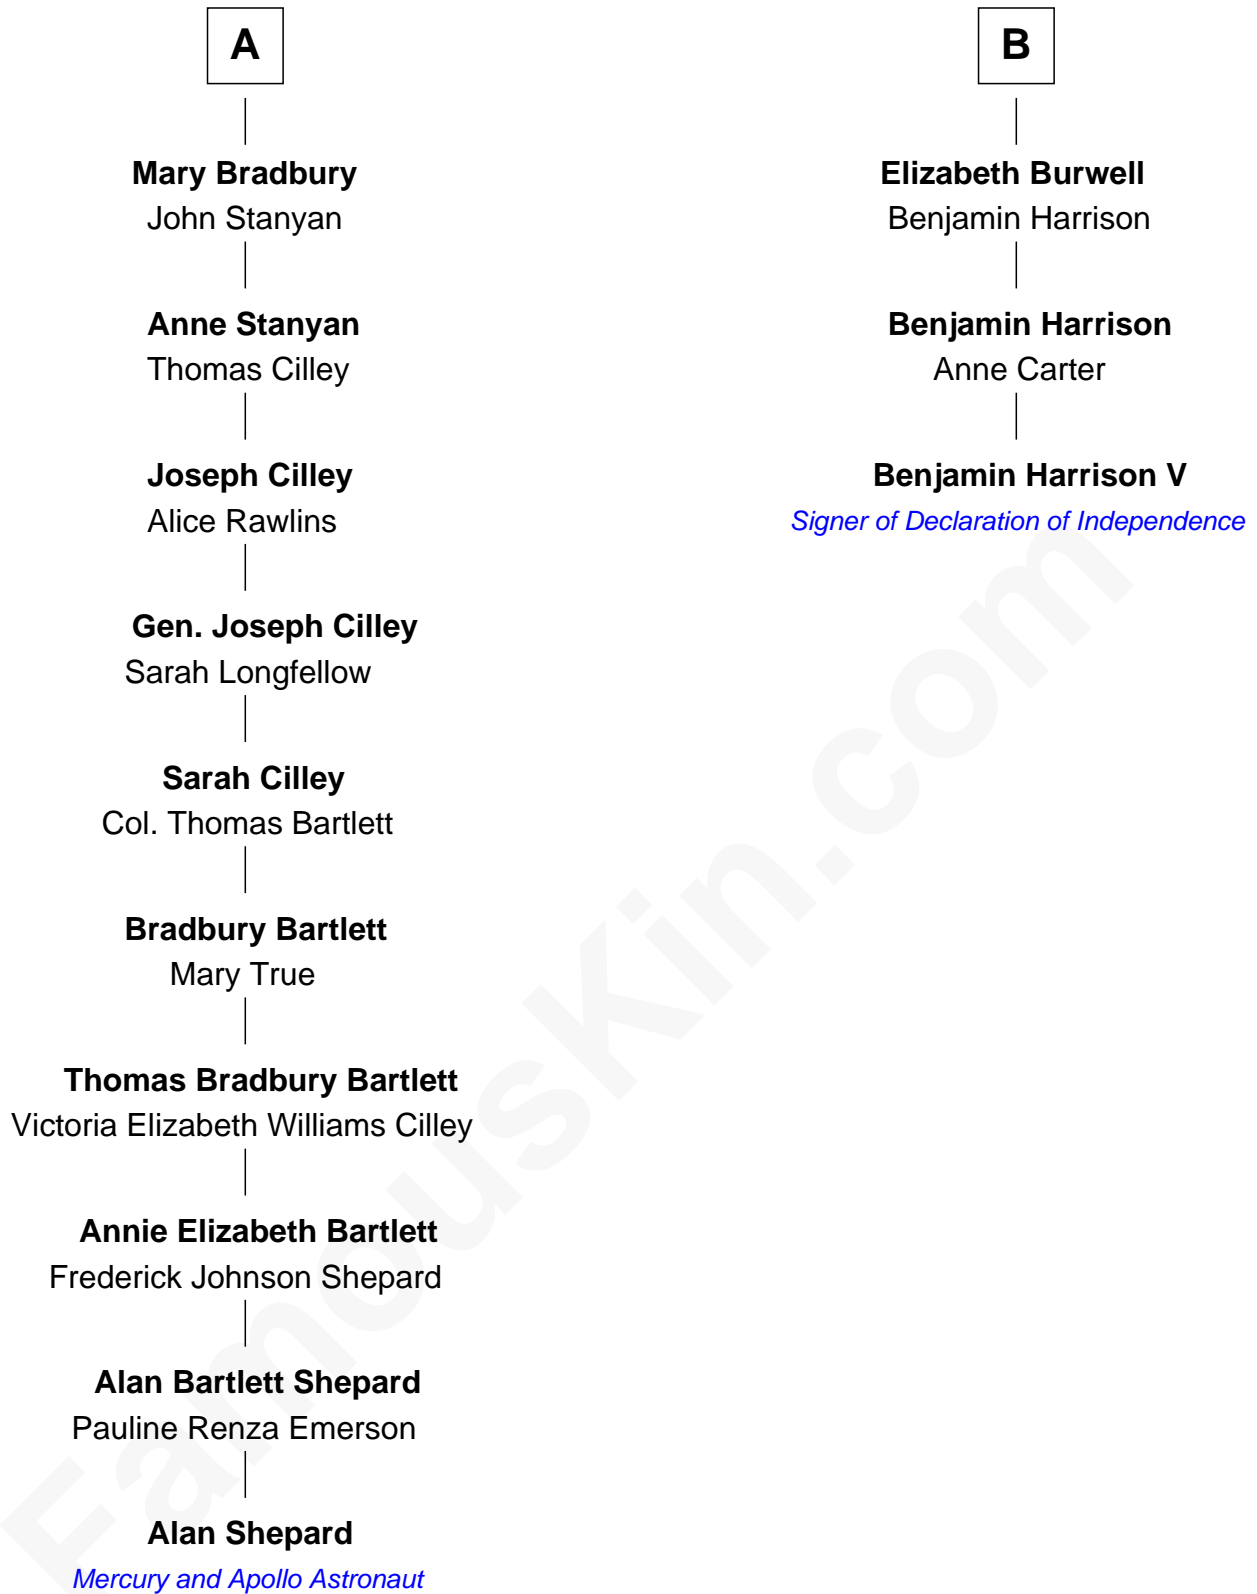 A
Mary Bradbury
John Stanyan
Anne Stanyan
Thomas Cilley
Joseph Cilley
Alice Rawlins
Gen. Joseph Cilley
Sarah Longfellow
Sarah Cilley
Col. Thomas Bartlett
Bradbury Bartlett
Mary True
Thomas Bradbury Bartlett
Victoria Elizabeth Williams Cilley
Annie Elizabeth Bartlett
Frederick Johnson Shepard
Alan Bartlett Shepard
Pauline Renza Emerson
Alan Shepard
Mercury and Apollo Astronaut
B
Elizabeth Burwell
Benjamin Harrison
Benjamin Harrison
Anne Carter
Benjamin Harrison V
Signer of Declaration of Independence
FamousKin.com